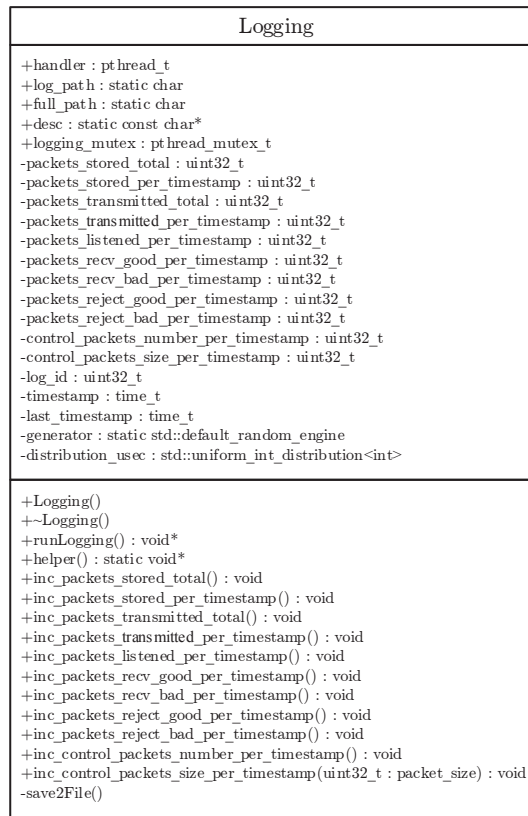 Logging
+handler : pthread_t
+log_path : static char
+full_path : static char
+desc : static const char*
+logging_mutex : pthread_mutex_t
-packets_stored_total : uint32_t
-packets_stored_per_timestamp : uint32_t
-packets_transmitted_total : uint32_t
-packets_transmitted_per_timestamp : uint32_t
-packets_listened_per_timestamp : uint32_t
-packets_recv_good_per_timestamp : uint32_t
-packets_recv_bad_per_timestamp : uint32_t
-packets_reject_good_per_timestamp : uint32_t
-packets_reject_bad_per_timestamp : uint32_t
-control_packets_number_per_timestamp : uint32_t
-control_packets_size_per_timestamp : uint32_t
-log_id : uint32_t
-timestamp : time_t
-last_timestamp : time_t
-generator : static std::default_random_engine
-distribution_usec : std::uniform_int_distribution<int>
+Logging()
+~Logging()
+runLogging() : void*
+helper() : static void*
+inc_packets_stored_total() : void
+inc_packets_stored_per_timestamp() : void
+inc_packets_transmitted_total() : void
+inc_packets_transmitted_per_timestamp() : void
+inc_packets_listened_per_timestamp() : void
+inc_packets_recv_good_per_timestamp() : void
+inc_packets_recv_bad_per_timestamp() : void
+inc_packets_reject_good_per_timestamp() : void
+inc_packets_reject_bad_per_timestamp() : void
+inc_control_packets_number_per_timestamp() : void
+inc_control_packets_size_per_timestamp(uint32_t : packet_size) : void
-save2File()